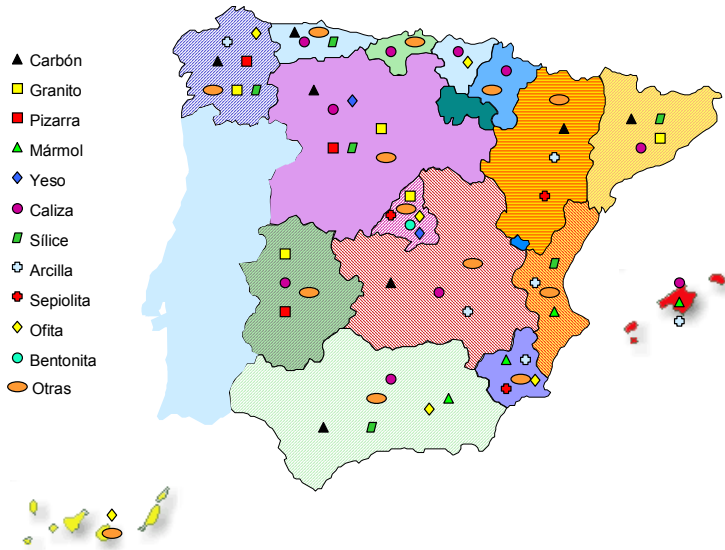 Carbón
Granito
Pizarra
Mármol
Yeso
Caliza
Sílice
Arcilla
Sepiolita
Ofita
Bentonita
Otras